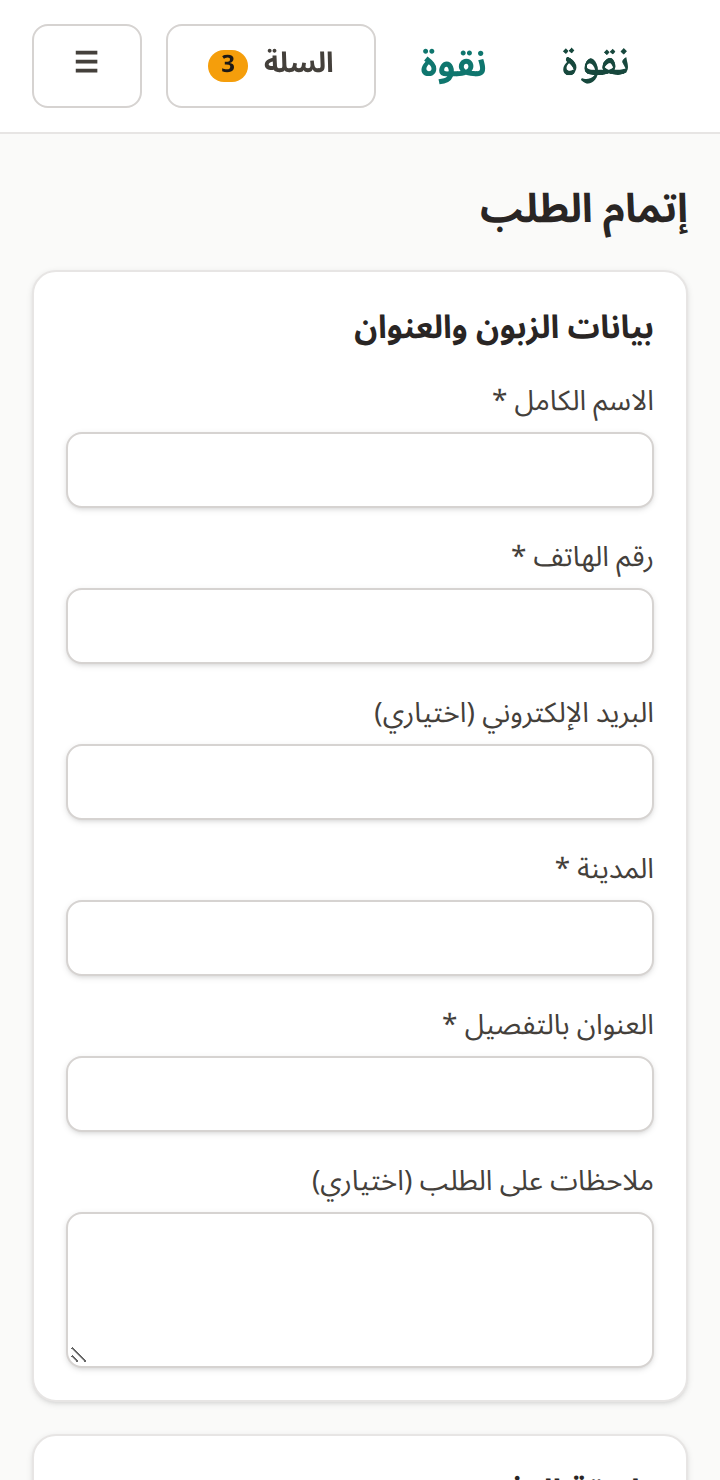 نقوة نقوة السلة 3 ☰
إتمام الطلب
بيانات الزبون والعنوان
الاسم الكامل *
رقم الهاتف *
البريد الإلكتروني (اختياري)
المدينة *
العنوان بالتفصيل *
ملاحظات على الطلب (اختياري)